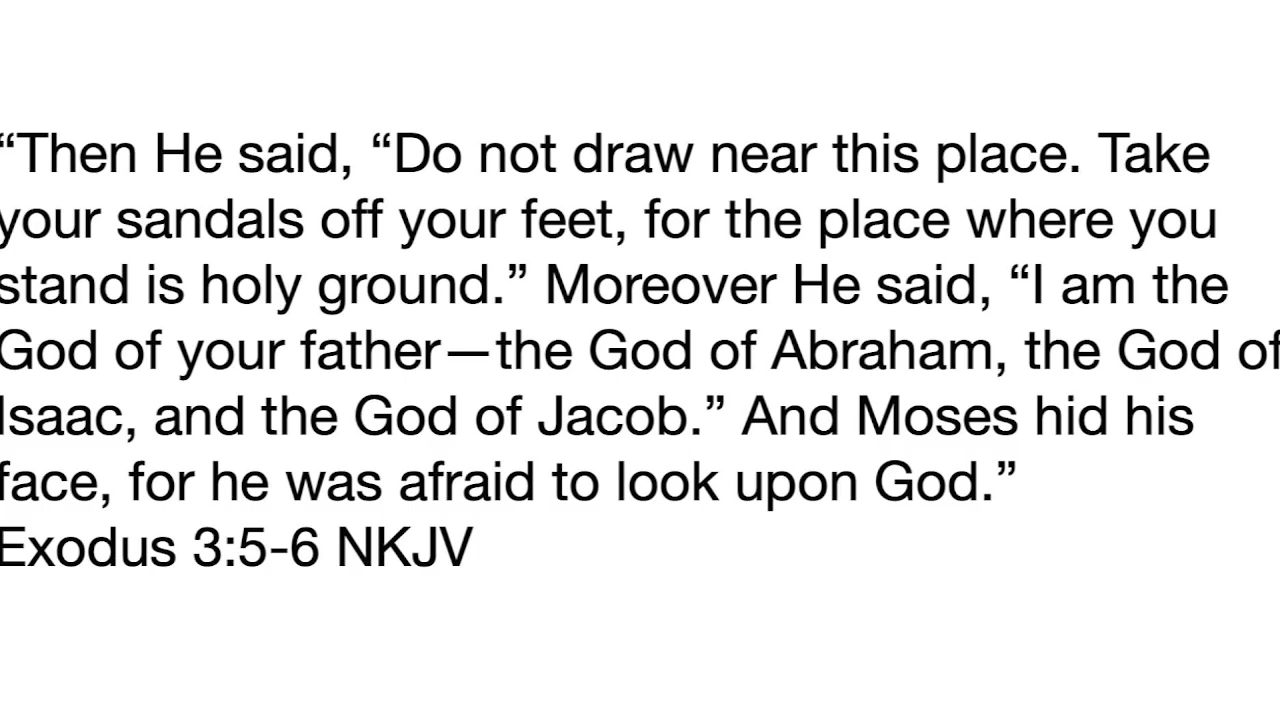 “Then He said, “Do not draw near this place. Take
your sandals off your feet, for the place where you
stand is holy ground.” Moreover He said, “I am the
God of your father—the God of Abraham, the God of
Isaac, and the God of Jacob.” And Moses hid his
face, for he was afraid to look upon God.”
Exodus 3:5-6 NKJV